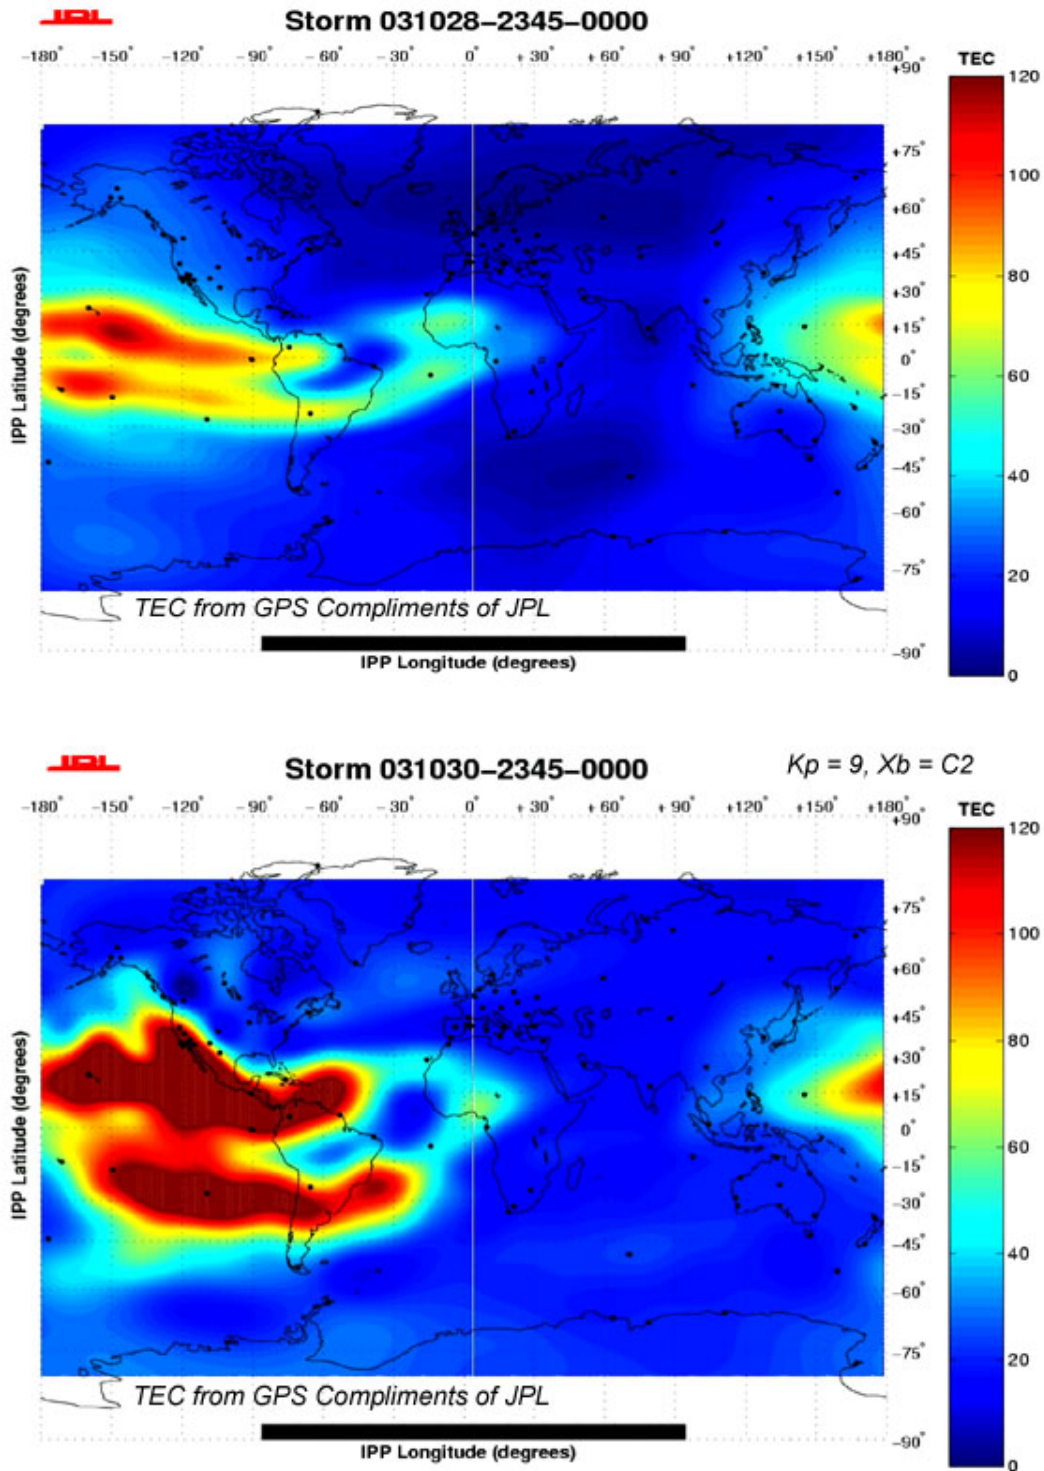 JPL
Storm 031028-2345-0000
-180° -150° -120° -90° -60° -30° 0° +30° +60° +90° +120° +150° +180°
TEC
+90°
+75°
+60°
+45°
+30°
+15°
0°
-15°
-30°
-45°
-60°
-75°
-90°
120
100
80
60
40
20
0
IPP Latitude (degrees)
TEC from GPS Compliments of JPL
IPP Longitude (degrees)
JPL
Storm 031030-2345-0000
Kp = 9, Xb = C2
-180° -150° -120° -90° -60° -30° 0° +30° +60° +90° +120° +150° +180°
TEC
+90°
+75°
+60°
+45°
+30°
+15°
0°
-15°
-30°
-45°
-60°
-75°
-90°
120
100
80
60
40
20
0
IPP Latitude (degrees)
TEC from GPS Compliments of JPL
IPP Longitude (degrees)